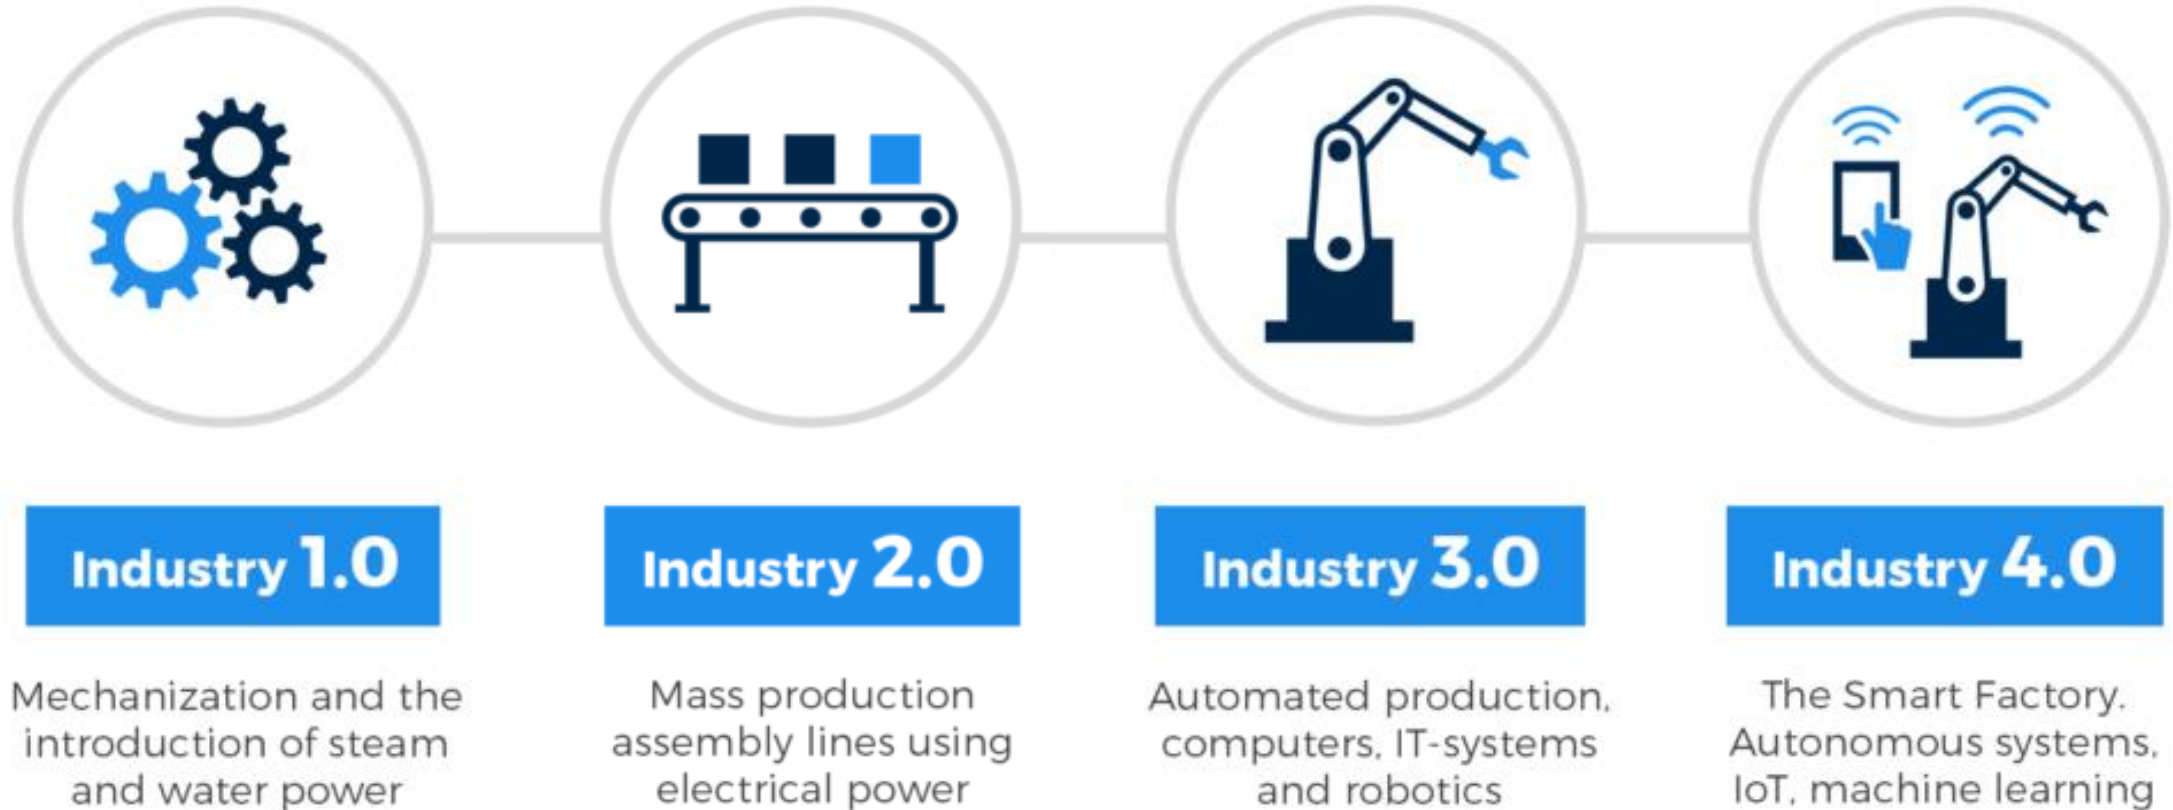 Industry 1.0
Mechanization and the
introduction of steam
and water power
Industry 2.0
Mass production
assembly lines using
electrical power
Industry 3.0
Automated production,
computers, IT-systems
and robotics
Industry 4.0
The Smart Factory.
Autonomous systems,
IoT, machine learning